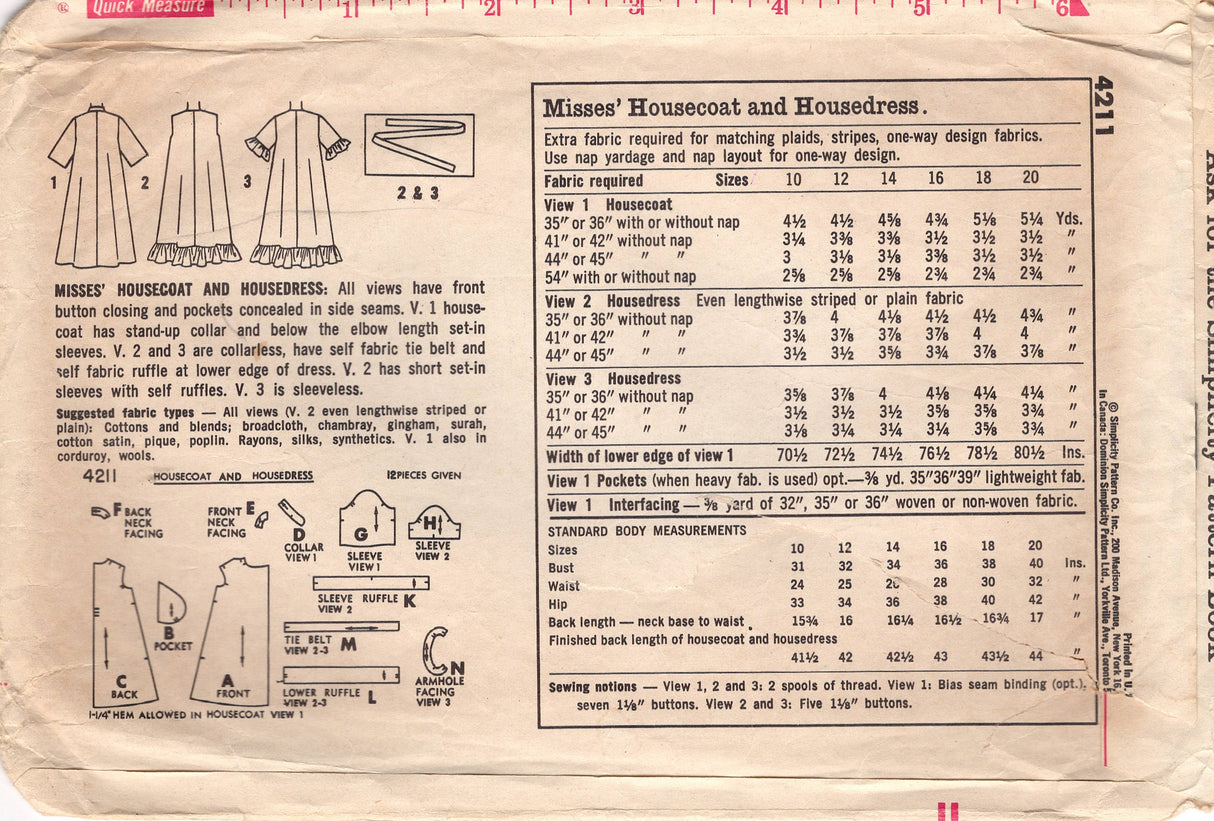 ® Quick Measure 1 2 3 4 5 6
1 2 3
2 & 3
MISSES' HOUSECOAT AND HOUSEDRESS: All views have front
button closing and pockets concealed in side seams. V. 1 house-
coat has stand-up collar and below the elbow length set-in
sleeves. V. 2 and 3 are collarless, have self fabric tie belt and
self fabric ruffle at lower edge of dress. V. 2 has short set-in
sleeves with self ruffles. V. 3 is sleeveless.
Suggested fabric types — All views (V. 2 even lengthwise striped or
plain): Cottons and blends; broadcloth, chambray, gingham, surah,
cotton satin, pique, poplin. Rayons, silks, synthetics. V. 1 also in
corduroy, wools.
4211 HOUSECOAT AND HOUSEDRESS 12 PIECES GIVEN
F BACK
NECK
FACING
FRONT E
NECK
FACING
D
COLLAR
VIEW 1
G
SLEEVE
VIEW 1
H
SLEEVE
VIEW 2
SLEEVE RUFFLE K
VIEW 2
B
POCKET
TIE BELT M
VIEW 2-3
C
BACK
A
FRONT
LOWER RUFFLE L
VIEW 2-3
N
ARMHOLE
FACING
VIEW 3
1-1/4" HEM ALLOWED IN HOUSECOAT VIEW 1
Misses' Housecoat and Housedress.
Extra fabric required for matching plaids, stripes, one-way design fabrics.
Use nap yardage and nap layout for one-way design.
Fabric required Sizes 10 12 14 16 18 20
View 1 Housecoat
35" or 36" with or without nap 4½ 4½ 4⅝ 4¾ 5⅛ 5¼ Yds.
41" or 42" without nap 3¼ 3⅜ 3⅜ 3½ 3½ 3½ "
44" or 45" " " 3 3⅛ 3⅛ 3⅜ 3½ 3½ "
54" with or without nap 2⅝ 2⅝ 2⅝ 2¾ 2¾ 2¾ "
View 2 Housedress Even lengthwise striped or plain fabric
35" or 36" without nap 3⅞ 4 4⅛ 4½ 4½ 4¾ "
41" or 42" " " 3¾ 3⅞ 3⅞ 3⅞ 4 4 "
44" or 45" " " 3½ 3½ 3⅝ 3¾ 3⅞ 3⅞ "
View 3 Housedress
35" or 36" without nap 3⅝ 3⅞ 4 4⅛ 4¼ 4¼ "
41" or 42" " " 3½ 3½ 3½ 3⅝ 3⅝ 3¾ "
44" or 45" " " 3⅛ 3¼ 3¼ 3¼ 3⅝ 3¾ "
Width of lower edge of view 1 70½ 72½ 74½ 76½ 78½ 80½ Ins.
View 1 Pockets (when heavy fab. is used) opt.—⅜ yd. 35"36"39" lightweight fab.
View 1 Interfacing — ⅜ yard of 32", 35" or 36" woven or non-woven fabric.
STANDARD BODY MEASUREMENTS
Sizes 10 12 14 16 18 20
Bust 31 32 34 36 38 40 Ins.
Waist 24 25 28 30 32 "
Hip 33 34 36 38 40 42 "
Back length — neck base to waist 15¾ 16 16¼ 16½ 16¾ 17 "
Finished back length of housecoat and housedress
41½ 42 42½ 43 43½ 44 "
Sewing notions — View 1, 2 and 3: 2 spools of thread. View 1: Bias seam binding (opt.),
seven 1⅛" buttons. View 2 and 3: Five 1⅛" buttons.
4211
© Simplicity Pattern Co. Inc., 200 Madison Avenue, New York 16,
In Canada: Dominion Simplicity Pattern Ltd., Yorkville Ave., Toronto 5
Printed in U.
Ask for the Simplicity Pattern Book